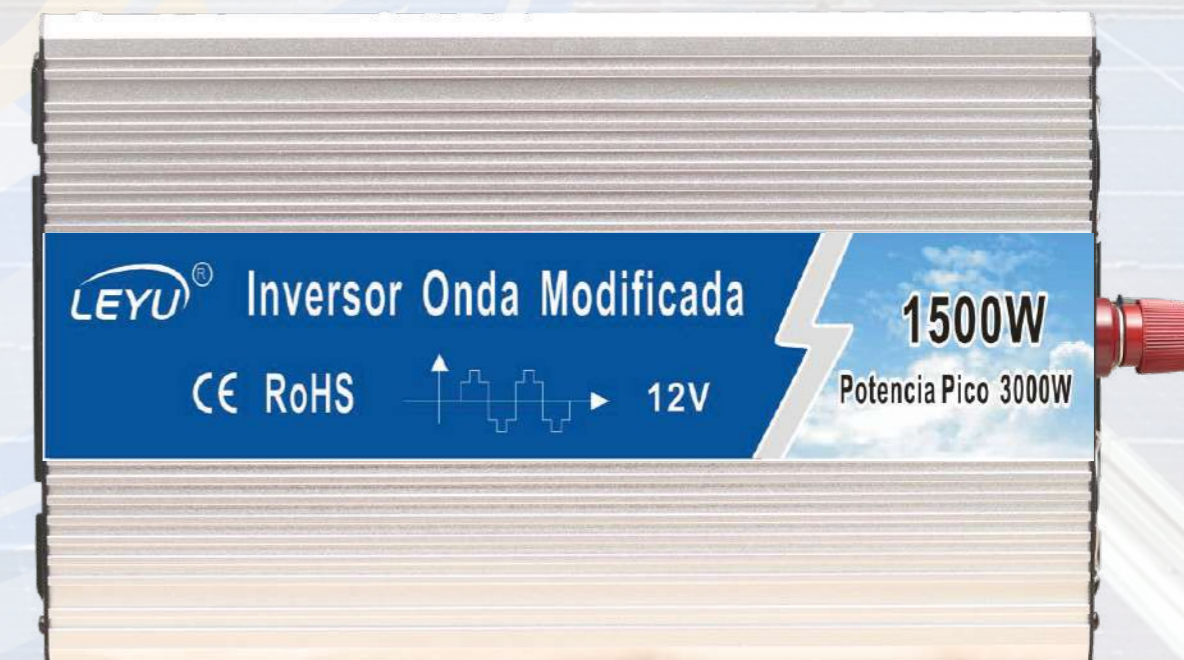 LEYU® Inversor Onda Modificada
CE RoHS 12V
1500W
Potencia Pico 3000W